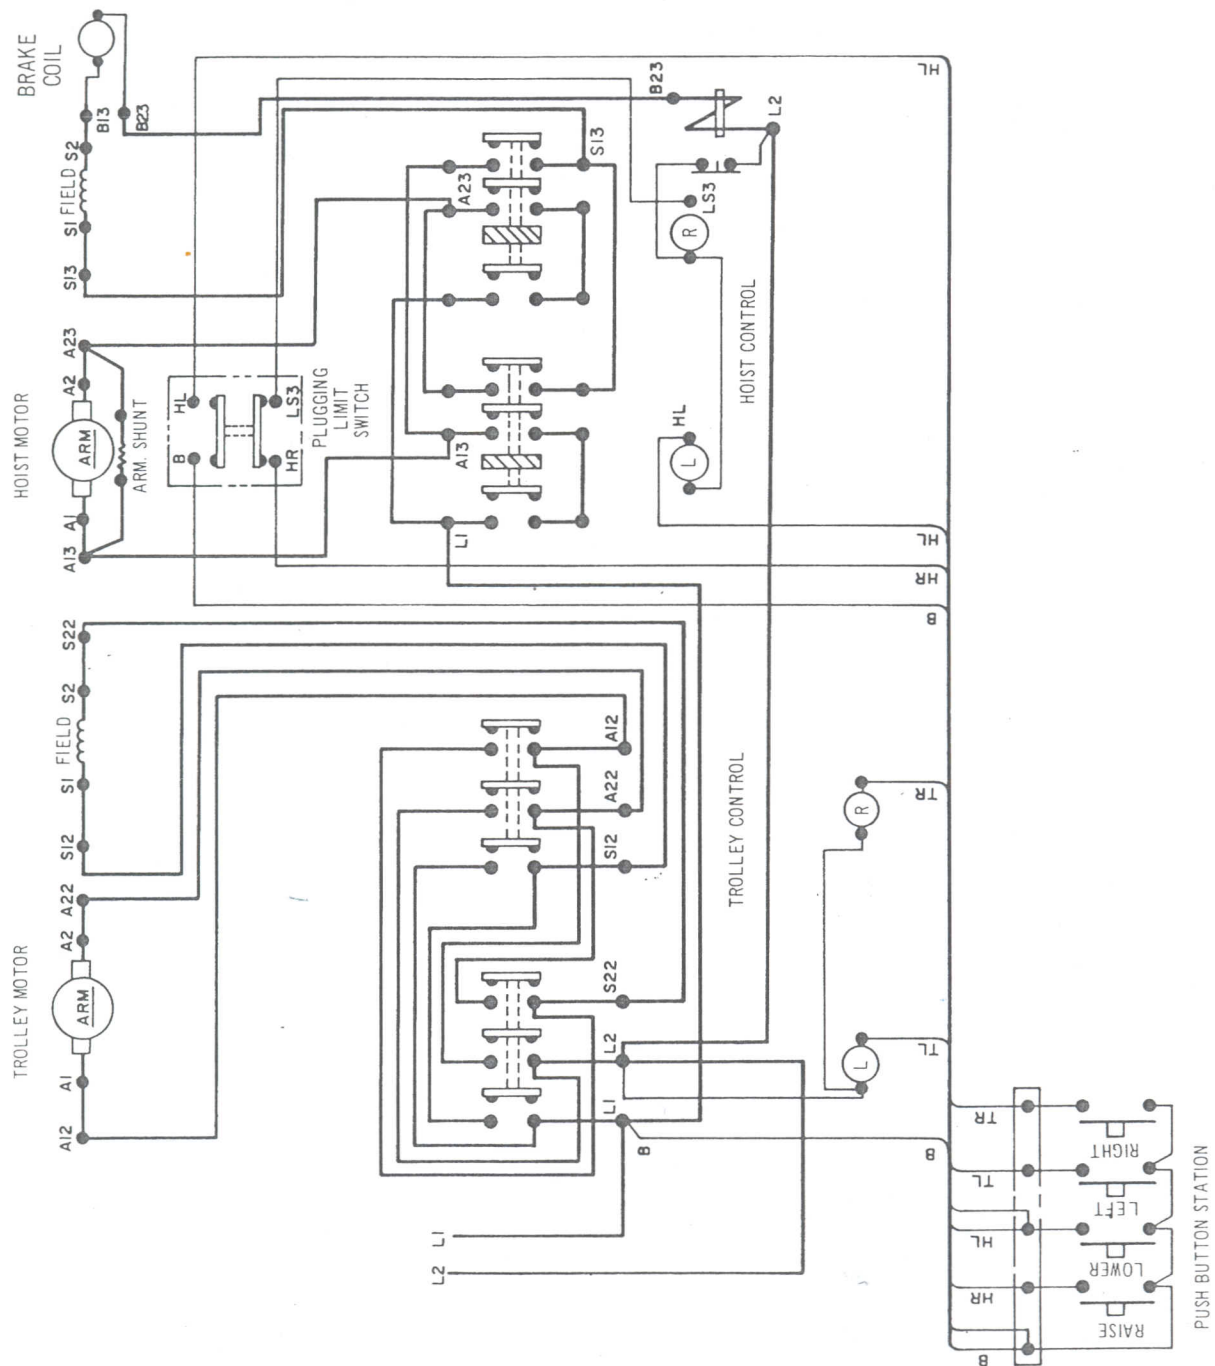 BRAKE
COIL
B13
B23
S2
FIELD
S1
S13
HOIST MOTOR
A23
A2
ARM
A1
A13
ARM. SHUNT
HL
B
LS3
HR
PLUGGING
LIMIT
SWITCH
A23
S13
A13
L1
B23
L2
LS3
R
HOIST CONTROL
HL
L
HL
HL
HR
B
S22
S2
FIELD
S1
S12
TROLLEY MOTOR
A22
A2
ARM
A1
A12
A12
A22
S12
S22
L2
L1
B
TROLLEY CONTROL
R
L
TR
TL
B
L1
L2
TR
TL
HL
HR
B
RIGHT
LEFT
LOWER
RAISE
PUSH BUTTON STATION